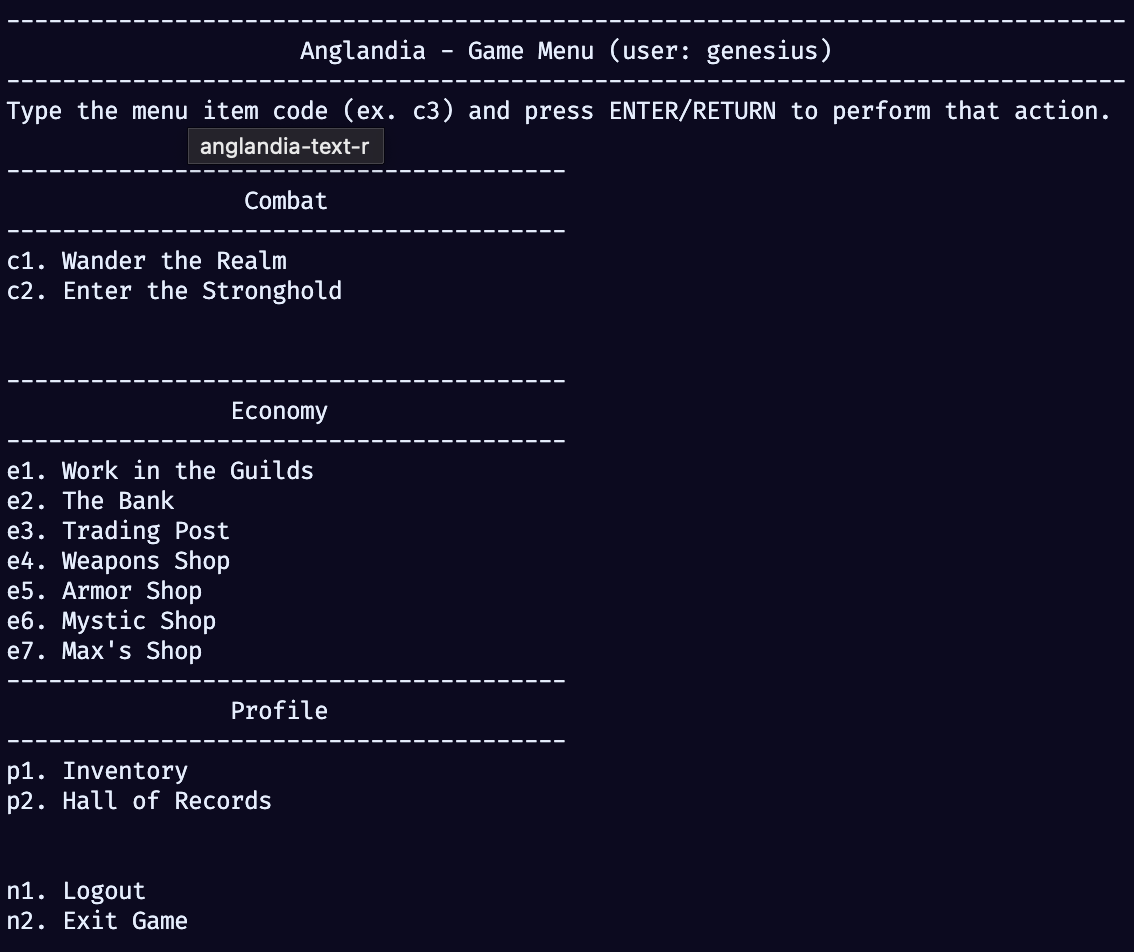 --------------------------------------------------------------------------------
Anglandia - Game Menu (user: genesius)
--------------------------------------------------------------------------------
Type the menu item code (ex. c3) and press ENTER/RETURN to perform that action.
anglandia-text-r
----------------------------------------
Combat
----------------------------------------
c1. Wander the Realm
c2. Enter the Stronghold
----------------------------------------
Economy
----------------------------------------
e1. Work in the Guilds
e2. The Bank
e3. Trading Post
e4. Weapons Shop
e5. Armor Shop
e6. Mystic Shop
e7. Max's Shop
----------------------------------------
Profile
----------------------------------------
p1. Inventory
p2. Hall of Records
n1. Logout
n2. Exit Game